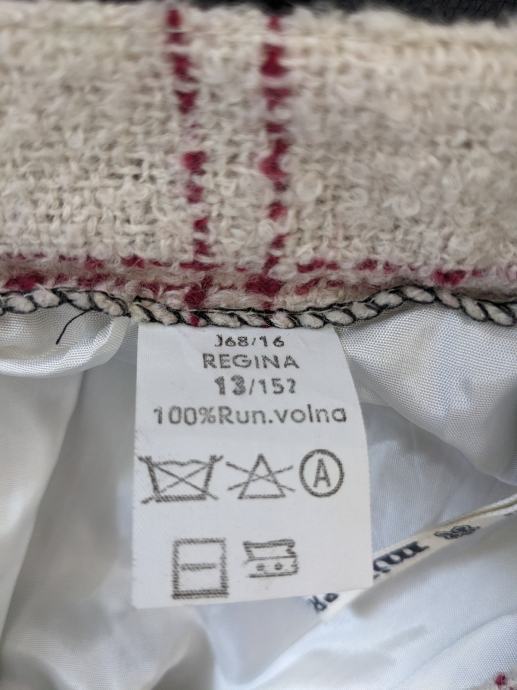 J68/16
REGINA
13/152
100%Run.volna
A